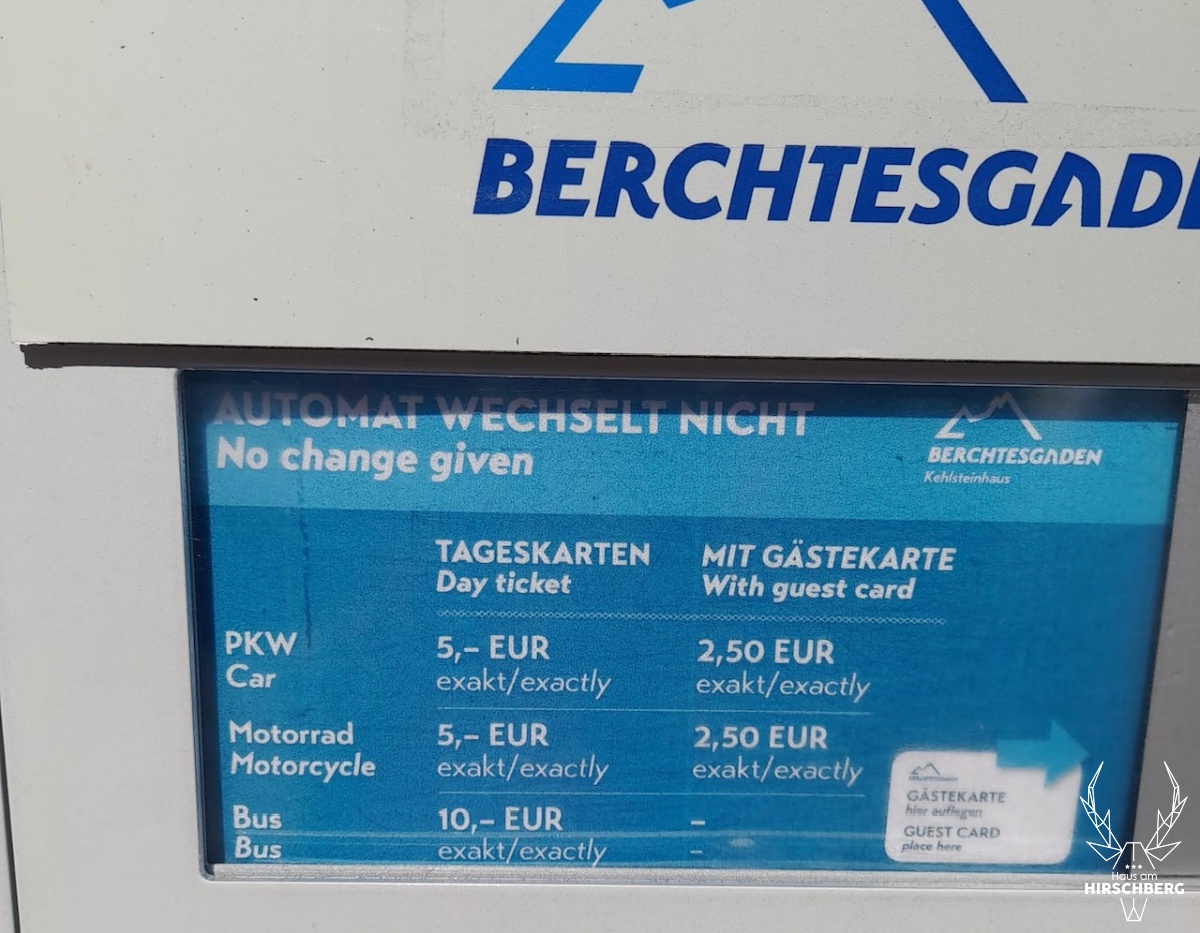 BERCHTESGADE
AUTOMAT WECHSELT NICHT
No change given
BERCHTESGADEN
Kehlsteinhaus
TAGESKARTEN MIT GÄSTEKARTE
Day ticket With guest card
PKW 5,– EUR 2,50 EUR
Car exakt/exactly exakt/exactly
Motorrad 5,– EUR 2,50 EUR
Motorcycle exakt/exactly exakt/exactly
Bus 10,– EUR –
Bus exakt/exactly –
BERCHTESGADEN
GÄSTEKARTE
hier auflegen
GUEST CARD
place here
Haus am
HIRSCHBERG